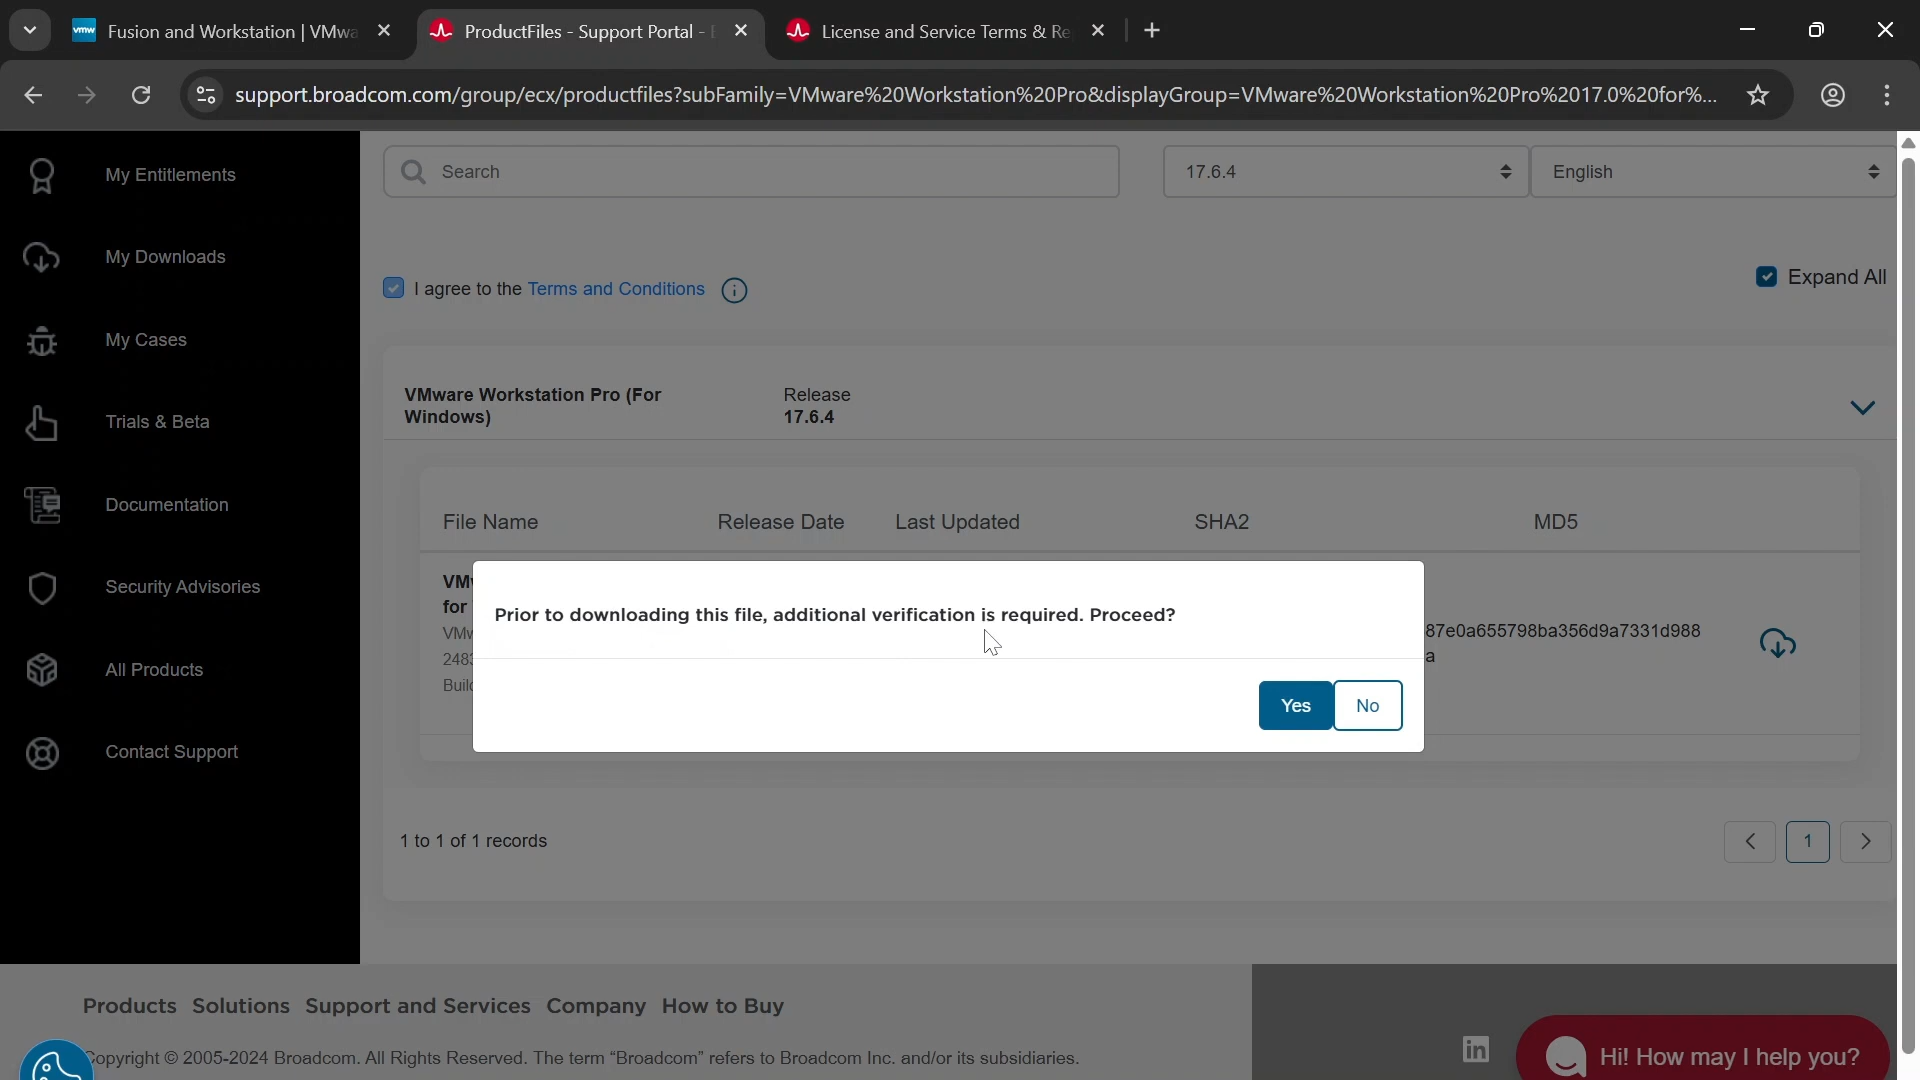 vmw Fusion and Workstation | VMwa
ProductFiles - Support Portal -
License and Service Terms & Re
support.broadcom.com/group/ecx/productfiles?subFamily=VMware%20Workstation%20Pro&displayGroup=VMware%20Workstation%20Pro%2017.0%20for%...
My Entitlements
My Downloads
My Cases
Trials & Beta
Documentation
Security Advisories
All Products
Contact Support
Search
17.6.4
English
I agree to the Terms and Conditions
Expand All
VMware Workstation Pro (For
Windows)
Release
17.6.4
File Name Release Date Last Updated SHA2 MD5
for
87e0a655798ba356d9a7331d988
a
Prior to downloading this file, additional verification is required. Proceed?
Yes
No
1 to 1 of 1 records
1
Products Solutions Support and Services Company How to Buy
Copyright © 2005-2024 Broadcom. All Rights Reserved. The term “Broadcom” refers to Broadcom Inc. and/or its subsidiaries.
in
Hi! How may I help you?